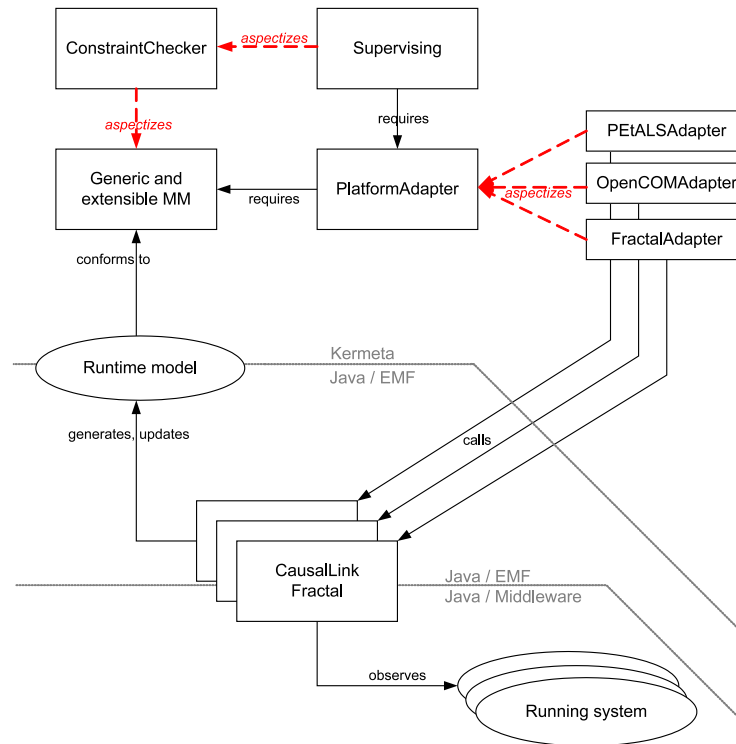 ConstraintChecker
aspectizes
Supervising
aspectizes
requires
PEtALSAdapter
Generic and
extensible MM
requires
PlatformAdapter
aspectizes
OpenCOMAdapter
FractalAdapter
conforms to
Runtime model
Kermeta
Java / EMF
generates, updates
calls
CausalLink
Fractal
Java / EMF
Java / Middleware
observes
Running system